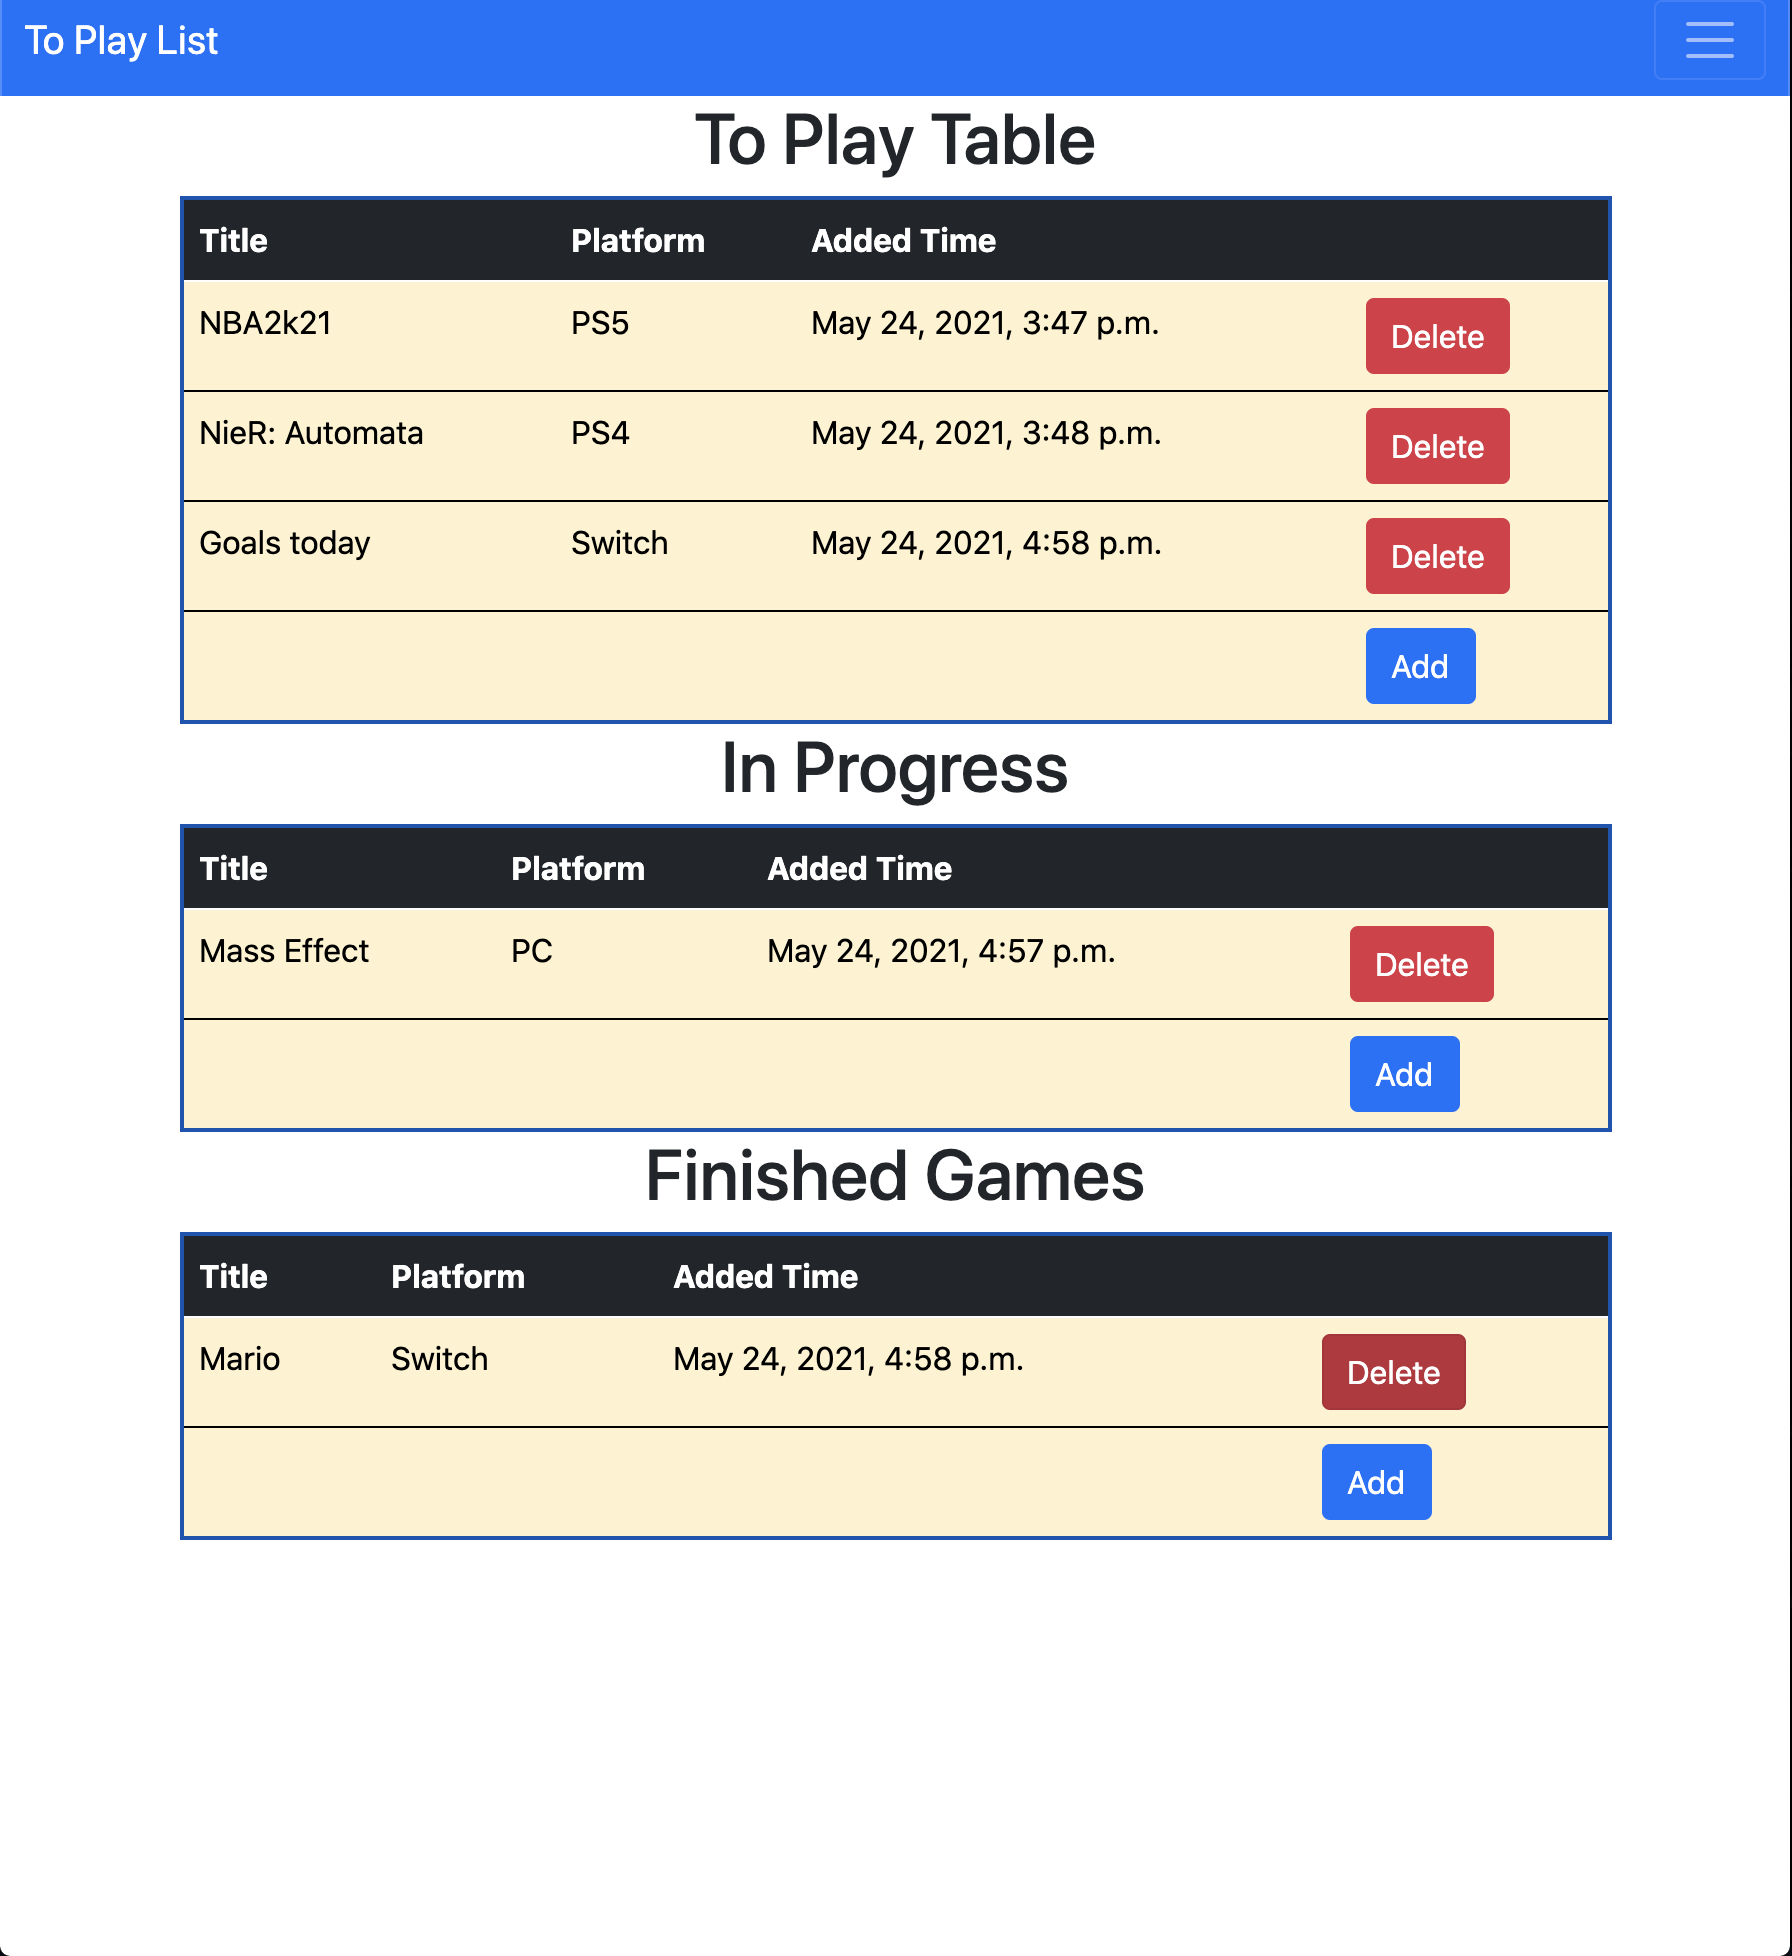 To Play List
To Play Table
Title Platform Added Time
NBA2k21 PS5 May 24, 2021, 3:47 p.m. Delete
NieR: Automata PS4 May 24, 2021, 3:48 p.m. Delete
Goals today Switch May 24, 2021, 4:58 p.m. Delete
Add
In Progress
Title Platform Added Time
Mass Effect PC May 24, 2021, 4:57 p.m. Delete
Add
Finished Games
Title Platform Added Time
Mario Switch May 24, 2021, 4:58 p.m. Delete
Add